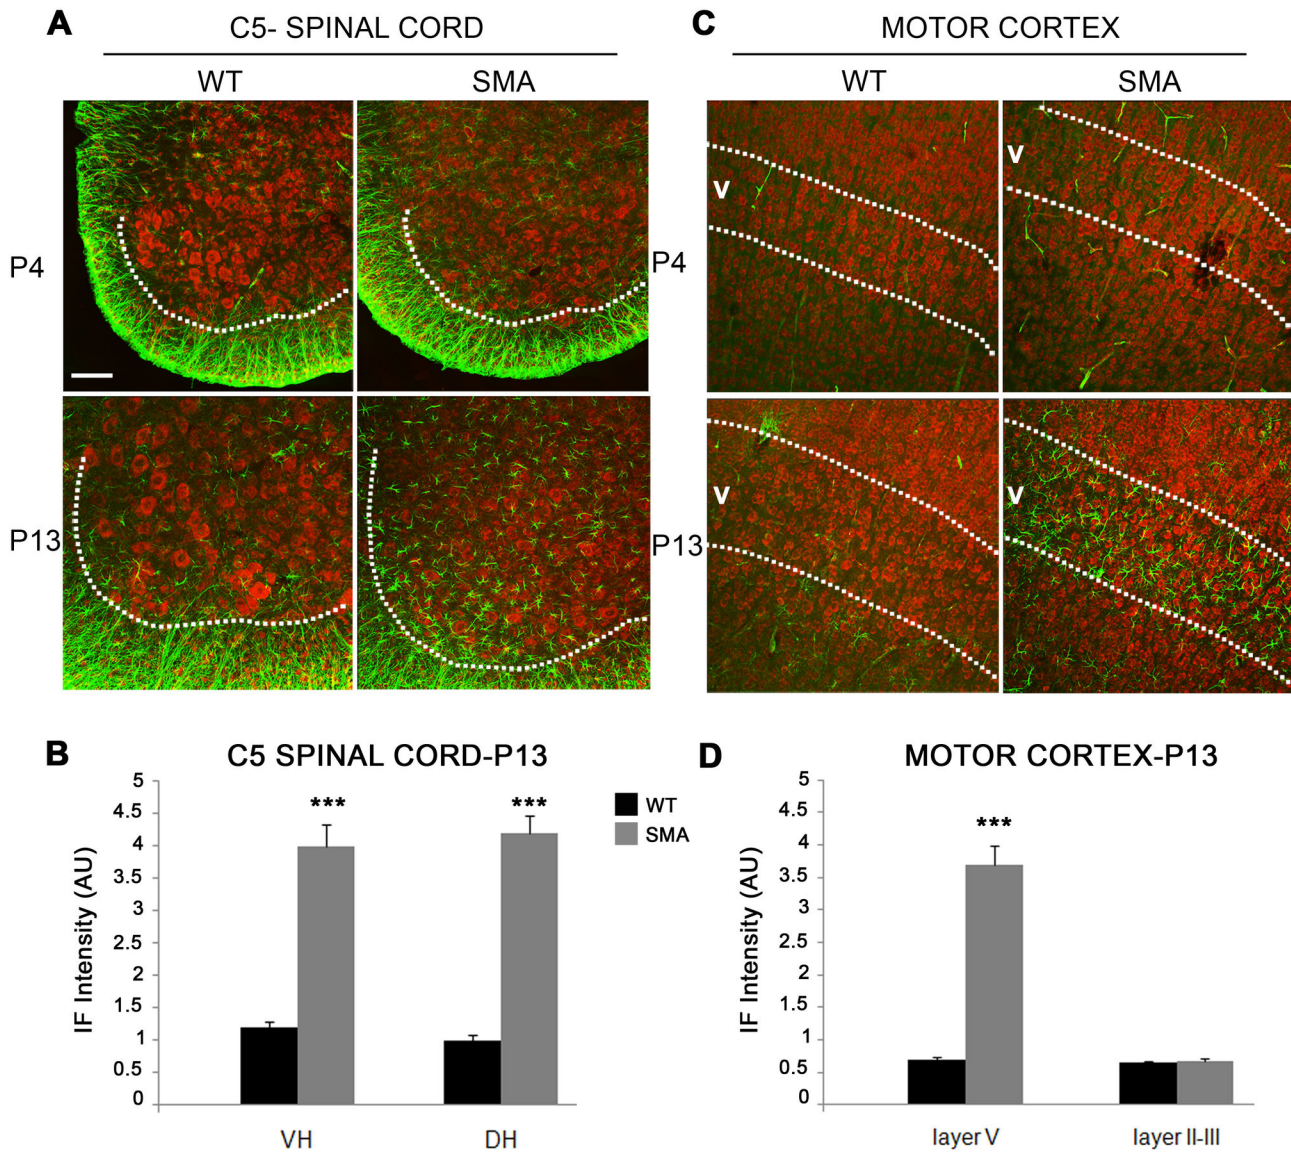 A
C5- SPINAL CORD
WT
SMA
P4
P13
C
MOTOR CORTEX
WT
SMA
P4
V
V
P13
V
V
B
C5 SPINAL CORD-P13
IF Intensity (AU)
5
4.5
4
3.5
3
2.5
2
1.5
1
0.5
0
***
***
VH
DH
WT
SMA
D
MOTOR CORTEX-P13
IF Intensity (AU)
5
4.5
4
3.5
3
2.5
2
1.5
1
0.5
0
***
layer V
layer II-III